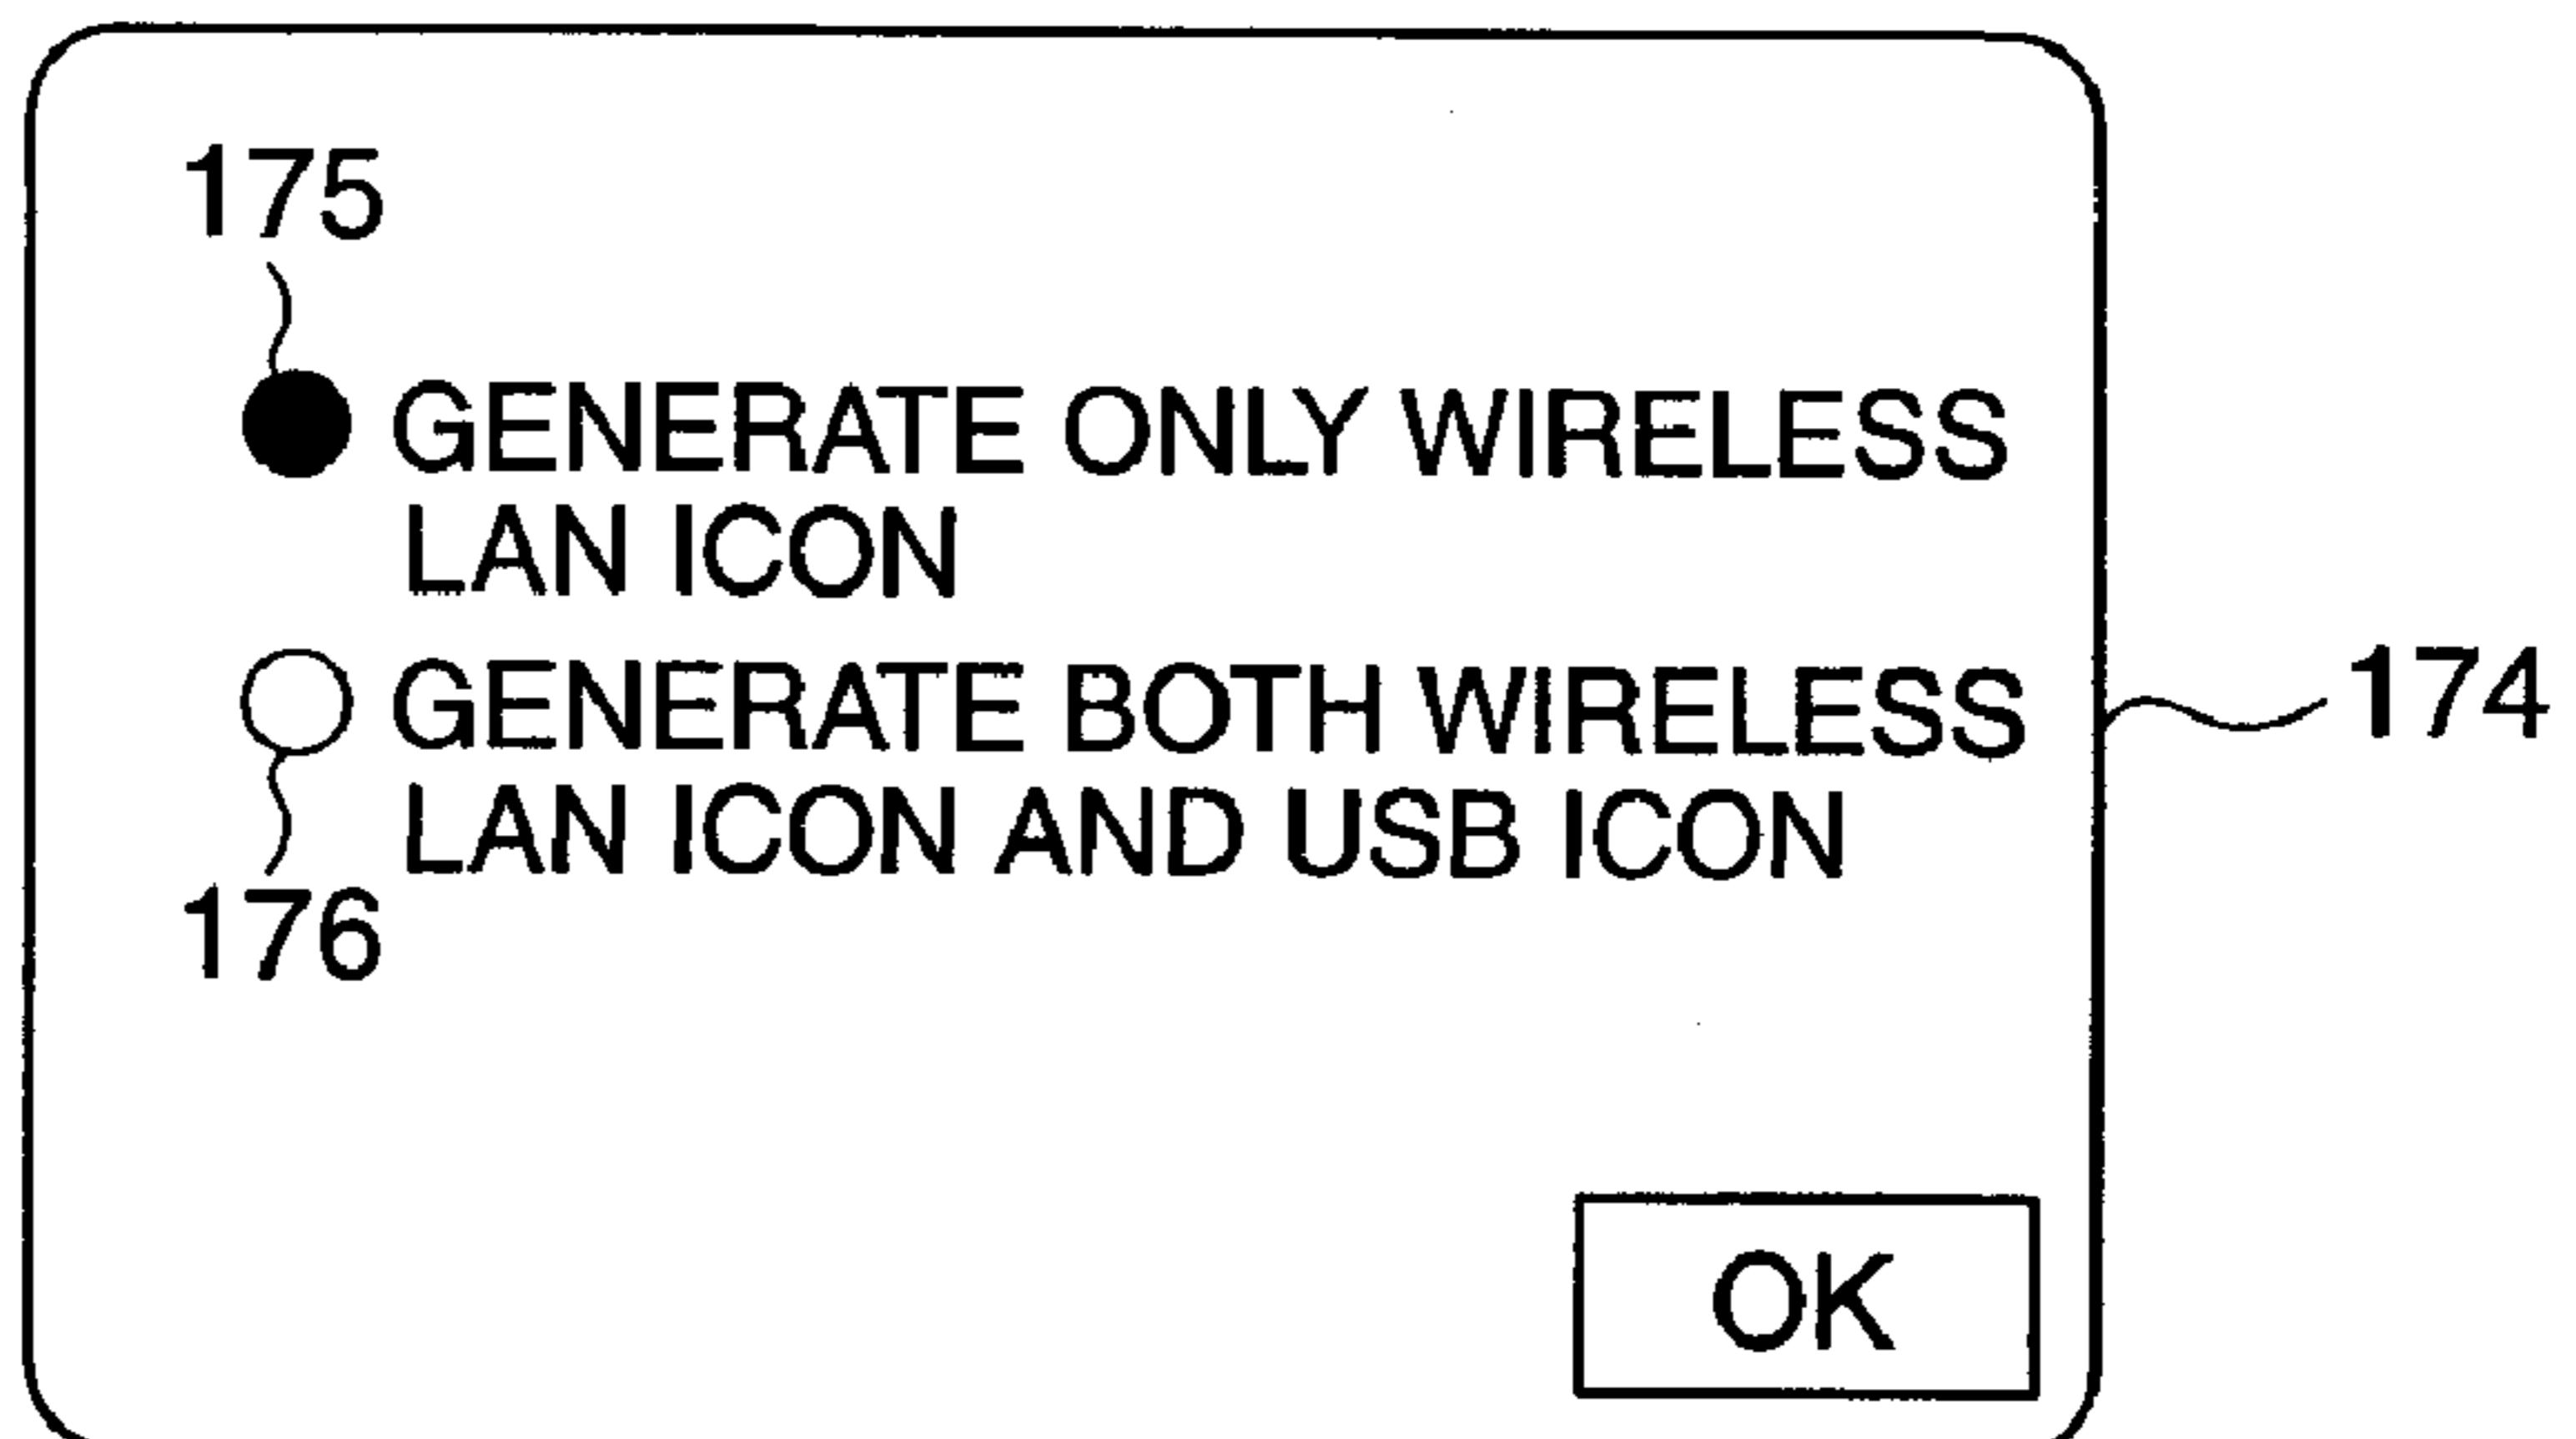 175
GENERATE ONLY WIRELESS
LAN ICON
GENERATE BOTH WIRELESS
LAN ICON AND USB ICON
174
176
OK